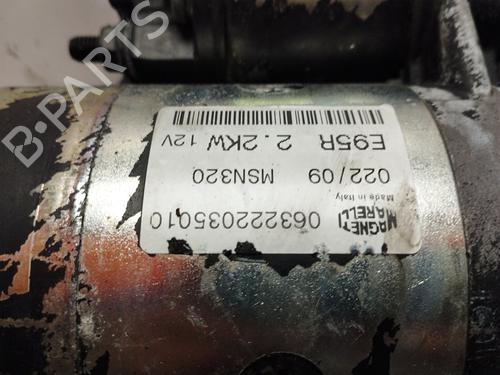 MAGNETI
MARELLI
Made in Italy
063222035010
022/09 MSN320
E95R 2.2KW 12V
B-PARTS